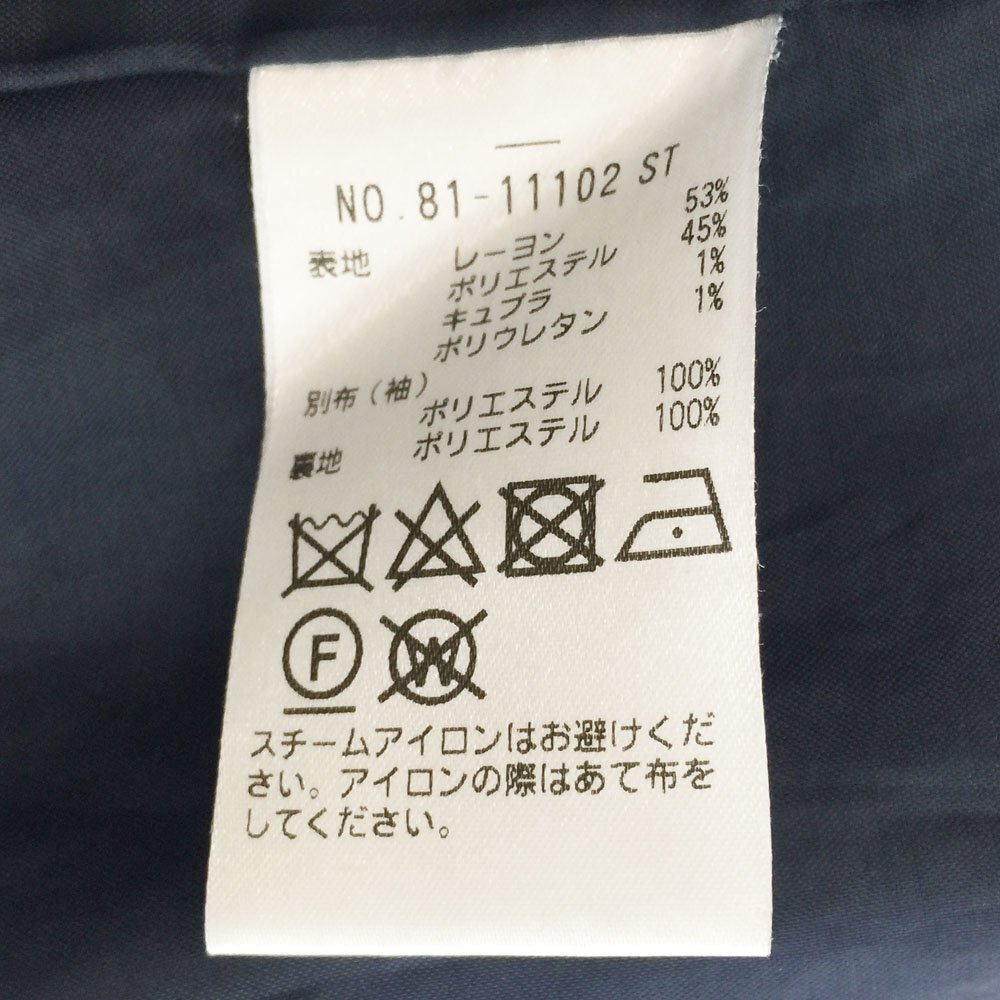 NO.81-11102 ST
表地 レーヨン 53%
ポリエステル 45%
キュプラ 1%
ポリウレタン 1%
別布(袖) ポリエステル 100%
裏地 ポリエステル 100%
F W
スチームアイロンはお避けくだ
さい。アイロンの際はあて布を
してください。